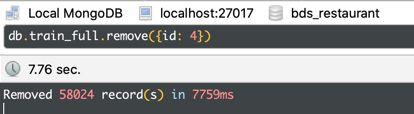 Local MongoDB localhost:27017 bds_restaurant
db.train_full.remove({id: 4})
7.76 sec.
Removed 58024 record(s) in 7759ms